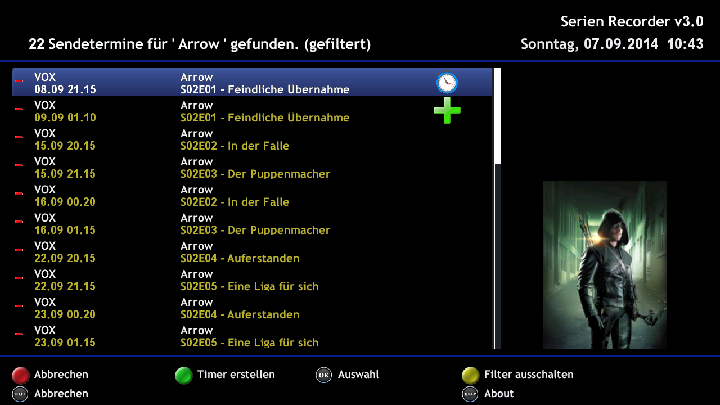 Serien Recorder v3.0
22 Sendetermine für ' Arrow ' gefunden. (gefiltert)
Sonntag, 07.09.2014 10:43
VOX Arrow
08.09 21.15 S02E01 - Feindliche Übernahme
VOX Arrow
09.09 01.10 S02E01 - Feindliche Übernahme
VOX Arrow
15.09 20.15 S02E02 - In der Falle
VOX Arrow
15.09 21.15 S02E03 - Der Puppenmacher
VOX Arrow
16.09 00.20 S02E02 - In der Falle
VOX Arrow
16.09 01.15 S02E03 - Der Puppenmacher
VOX Arrow
22.09 20.15 S02E04 - Auferstanden
VOX Arrow
22.09 21.15 S02E05 - Eine Liga für sich
VOX Arrow
23.09 00.20 S02E04 - Auferstanden
VOX Arrow
23.09 01.15 S02E05 - Eine Liga für sich
Abbrechen Timer erstellen OK Auswahl Filter ausschalten
Abbrechen About